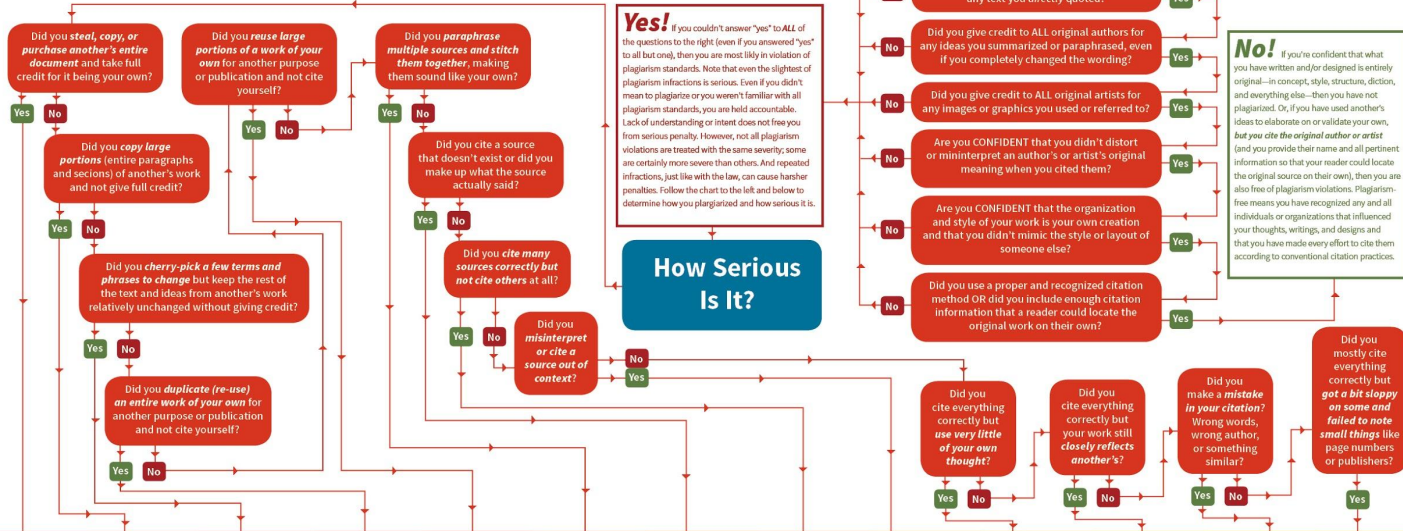 any text you directly quoted?
Yes
Did you steal, copy, or
purchase another's entire
document and take full
credit for it being your own?
Yes
No
Did you copy large
portions (entire paragraphs
and secions) of another's work
and not give full credit?
Yes
No
Did you cherry-pick a few terms and
phrases to change but keep the rest of
the text and ideas from another's work
relatively unchanged without giving credit?
Yes
No
Did you duplicate (re-use)
an entire work of your own for
another purpose or publication
and not cite yourself?
Yes
No
Did you reuse large
portions of a work of your
own for another purpose
or publication and not cite
yourself?
Yes
No
Did you paraphrase
multiple sources and stitch
them together, making
them sound like your own?
Yes
No
Did you cite a source
that doesn't exist or did you
make up what the source
actually said?
Yes
No
Did you cite many
sources correctly but
not cite others at all?
Yes
No
Did you
misinterpret
or cite a
source out of
context?
No
Yes
Yes! If you couldn't answer "yes" to ALL of
the questions to the right (even if you answered "yes"
to all but one), then you are most likly in violation of
plagiarism standards. Note that even the slightest of
plagiarism infractions is serious. Even if you didn't
mean to plagiarize or you weren't familiar with all
plagiarism standards, you are held accountable.
Lack of understanding or intent does not free you
from serious penalty. However, not all plagiarism
violations are treated with the same severity; some
are certainly more severe than others. And repeated
infractions, just like with the law, can cause harsher
penalties. Follow the chart to the left and below to
determine how you plargiarized and how serious it is.
How Serious
Is It?
Did you give credit to ALL original authors for
any ideas you summarized or paraphrased, even
if you completely changed the wording?
No
Yes
Did you give credit to ALL original artists for
any images or graphics you used or referred to?
No
Yes
Are you CONFIDENT that you didn't distort
or mininterpret an author's or artist's original
meaning when you cited them?
No
Yes
Are you CONFIDENT that the organization
and style of your work is your own creation
and that you didn't mimic the style or layout of
someone else?
No
Yes
Did you use a proper and recognized citation
method OR did you include enough citation
information that a reader could locate the
original work on their own?
No
Yes
No! If you're confident that what
you have written and/or designed is entirely
original—in concept, style, structure, diction,
and everything else—then you have not
plagiarized. Or, if you have used another's
ideas to elaborate on or validate your own,
but you cite the original author or artist
(and you provide their name and all pertinent
information so that your reader could locate
the original source on their own), then you are
also free of plagiarism violations. Plagiarism-
free means you have recognized any and all
individuals or organizations that influenced
your thoughts, writings, and designs and
that you have made every effort to cite them
according to conventional citation practices.
Did you
cite everything
correctly but
use very little
of your own
thought?
Yes
No
Did you
cite everything
correctly but
your work still
closely reflects
another's?
Yes
No
Did you
make a mistake
in your citation?
Wrong words,
wrong author,
or something
similar?
Yes
No
Did you
mostly cite
everything
correctly but
got a bit sloppy
on some and
failed to note
small things like
page numbers
or publishers?
Yes